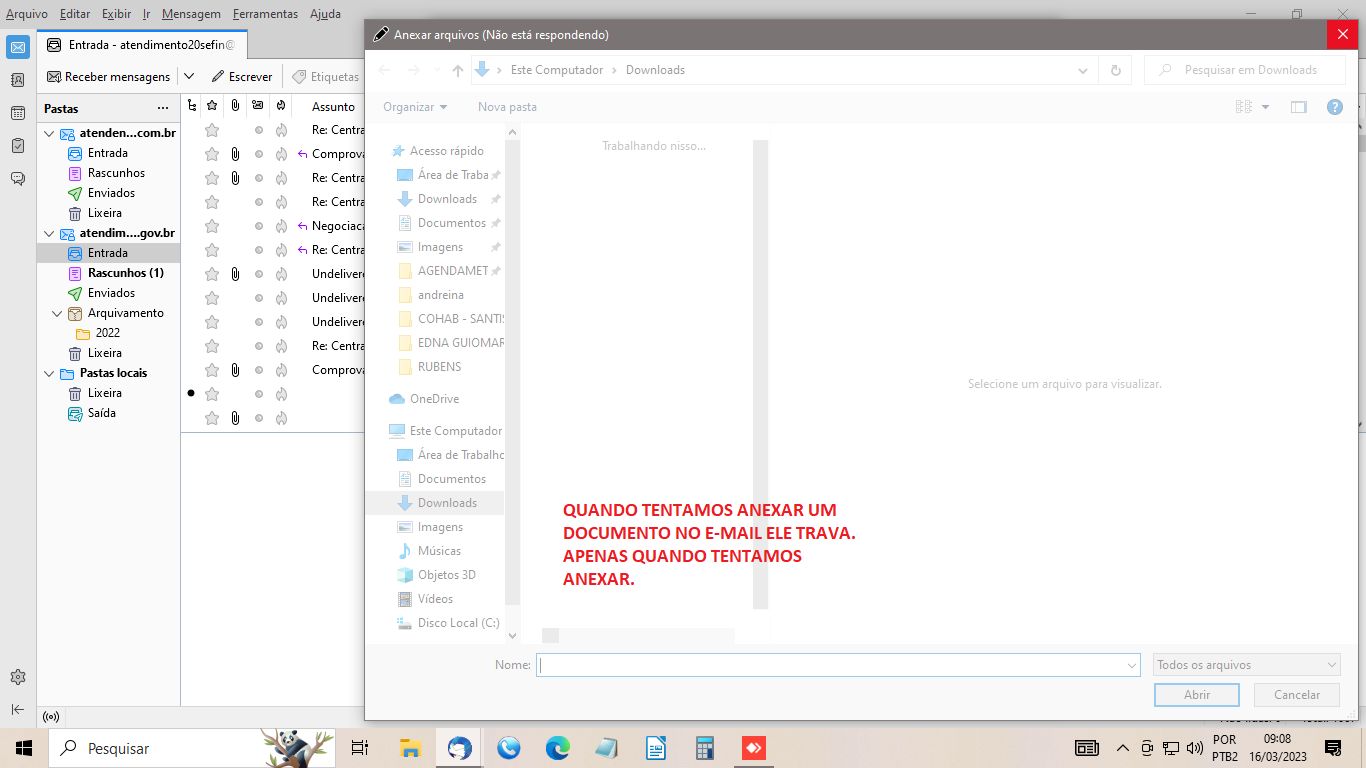 Arquivo Editar Exibir Ir Mensagem Ferramentas Ajuda
Entrada - atendimento20sefin@
Receber mensagens
Escrever
Etiquetas
Pastas
atenden...com.br
Entrada
Rascunhos
Enviados
Lixeira
atendim....gov.br
Entrada
Rascunhos (1)
Enviados
Arquivamento
2022
Lixeira
Pastas locais
Lixeira
Saída
Assunto
Re: Centra
Comprova
Re: Centra
Re: Centra
Negociaca
Re: Centra
Undelivere
Undelivere
Undelivere
Re: Centra
Comprova
Anexar arquivos (Não está respondendo)
Este Computador > Downloads
Pesquisar em Downloads
Organizar
Nova pasta
Acesso rápido
Área de Traba
Downloads
Documentos
Imagens
AGENDAMET
andreina
COHAB - SANTIS
EDNA GUIOMAR
RUBENS
OneDrive
Este Computador
Área de Trabalho
Documentos
Downloads
Imagens
Músicas
Objetos 3D
Vídeos
Disco Local (C:)
Trabalhando nisso...
Selecione um arquivo para visualizar.
QUANDO TENTAMOS ANEXAR UM
DOCUMENTO NO E-MAIL ELE TRAVA.
APENAS QUANDO TENTAMOS
ANEXAR.
Nome:
Todos os arquivos
Abrir
Cancelar
Pesquisar
POR
PTB2
09:08
16/03/2023